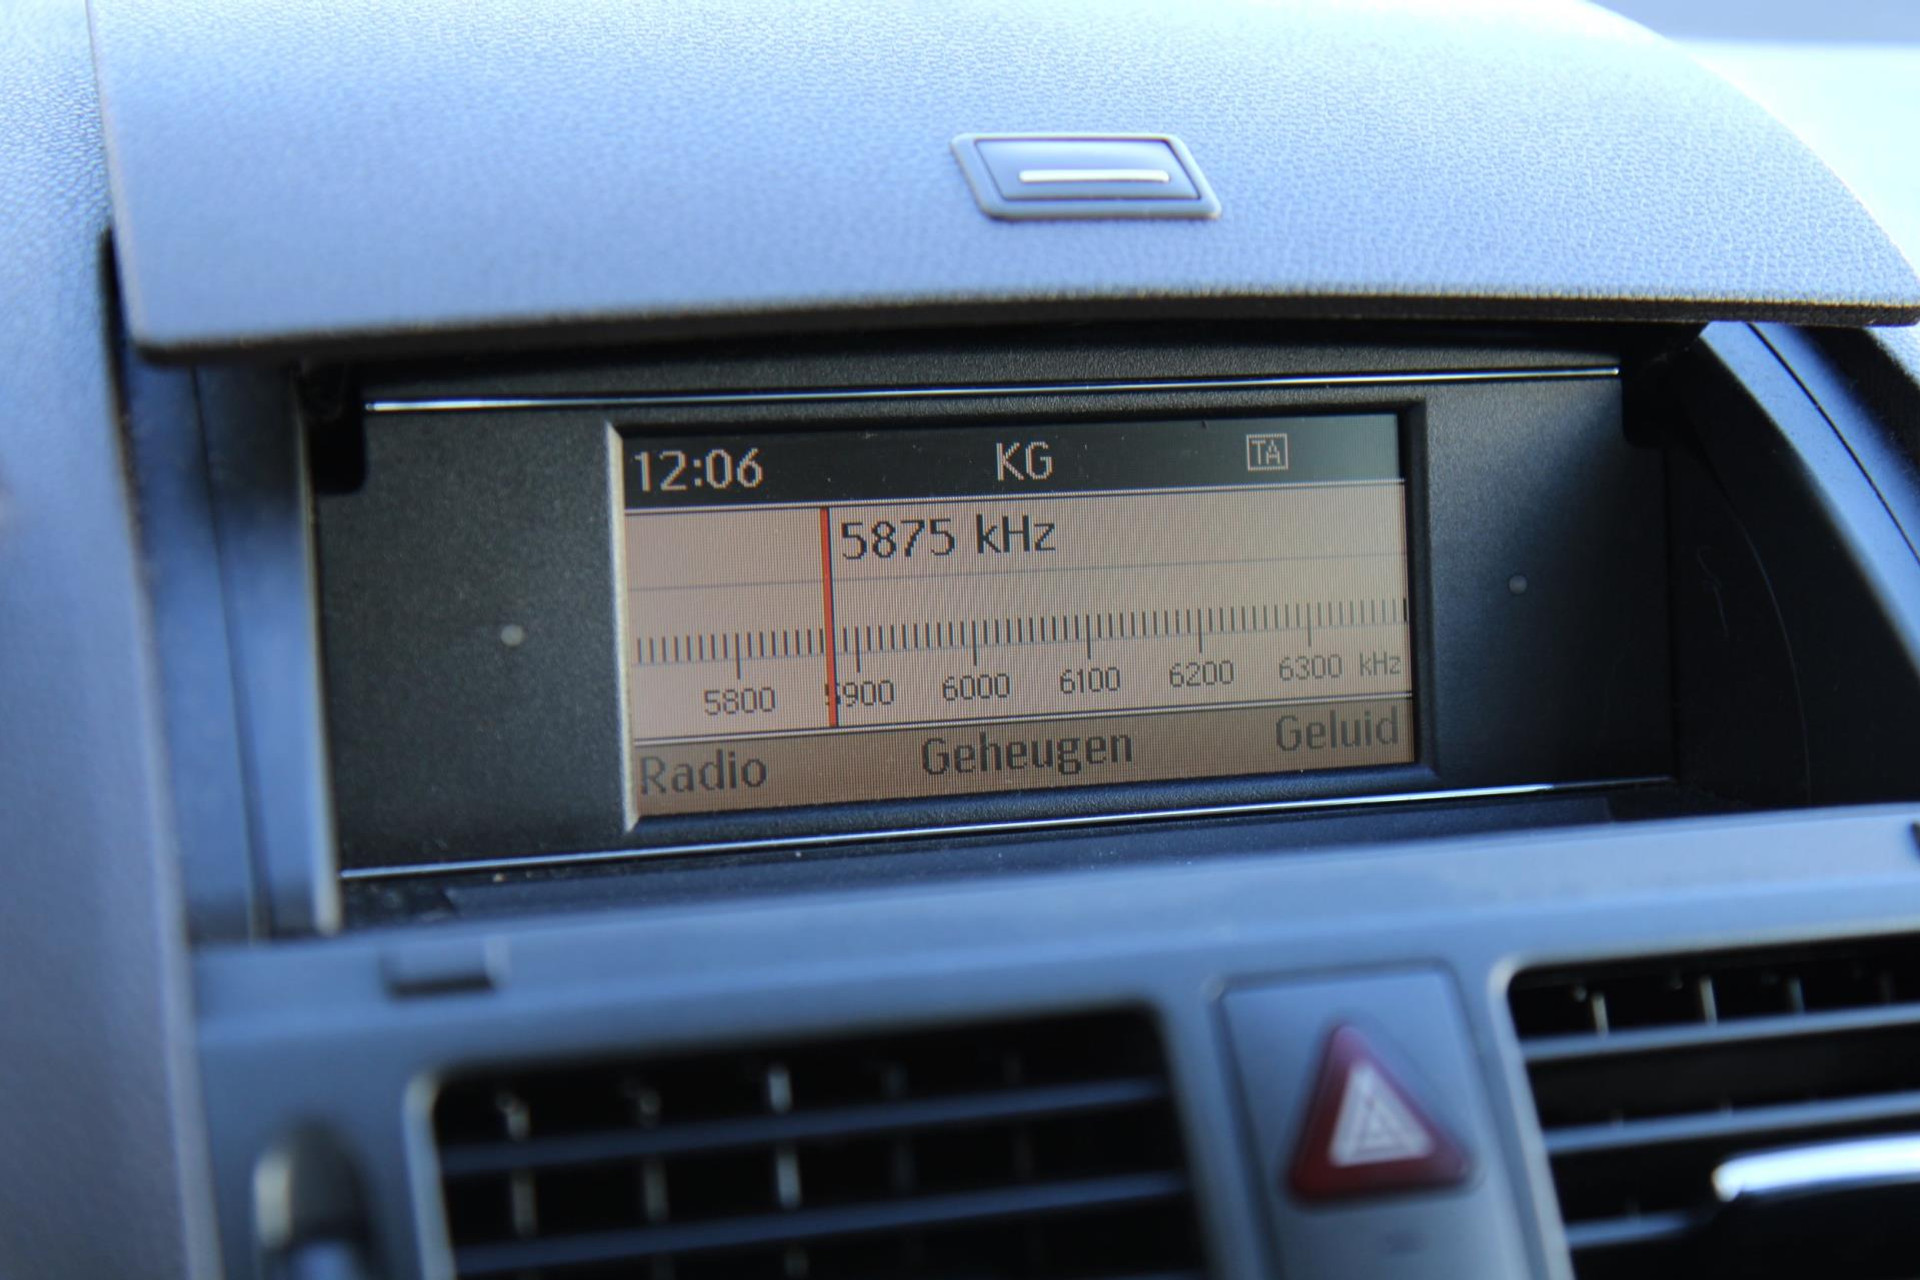 12:06 KG TA
5875 kHz
5800 5900 6000 6100 6200 6300 kHz
Radio Geheugen Geluid